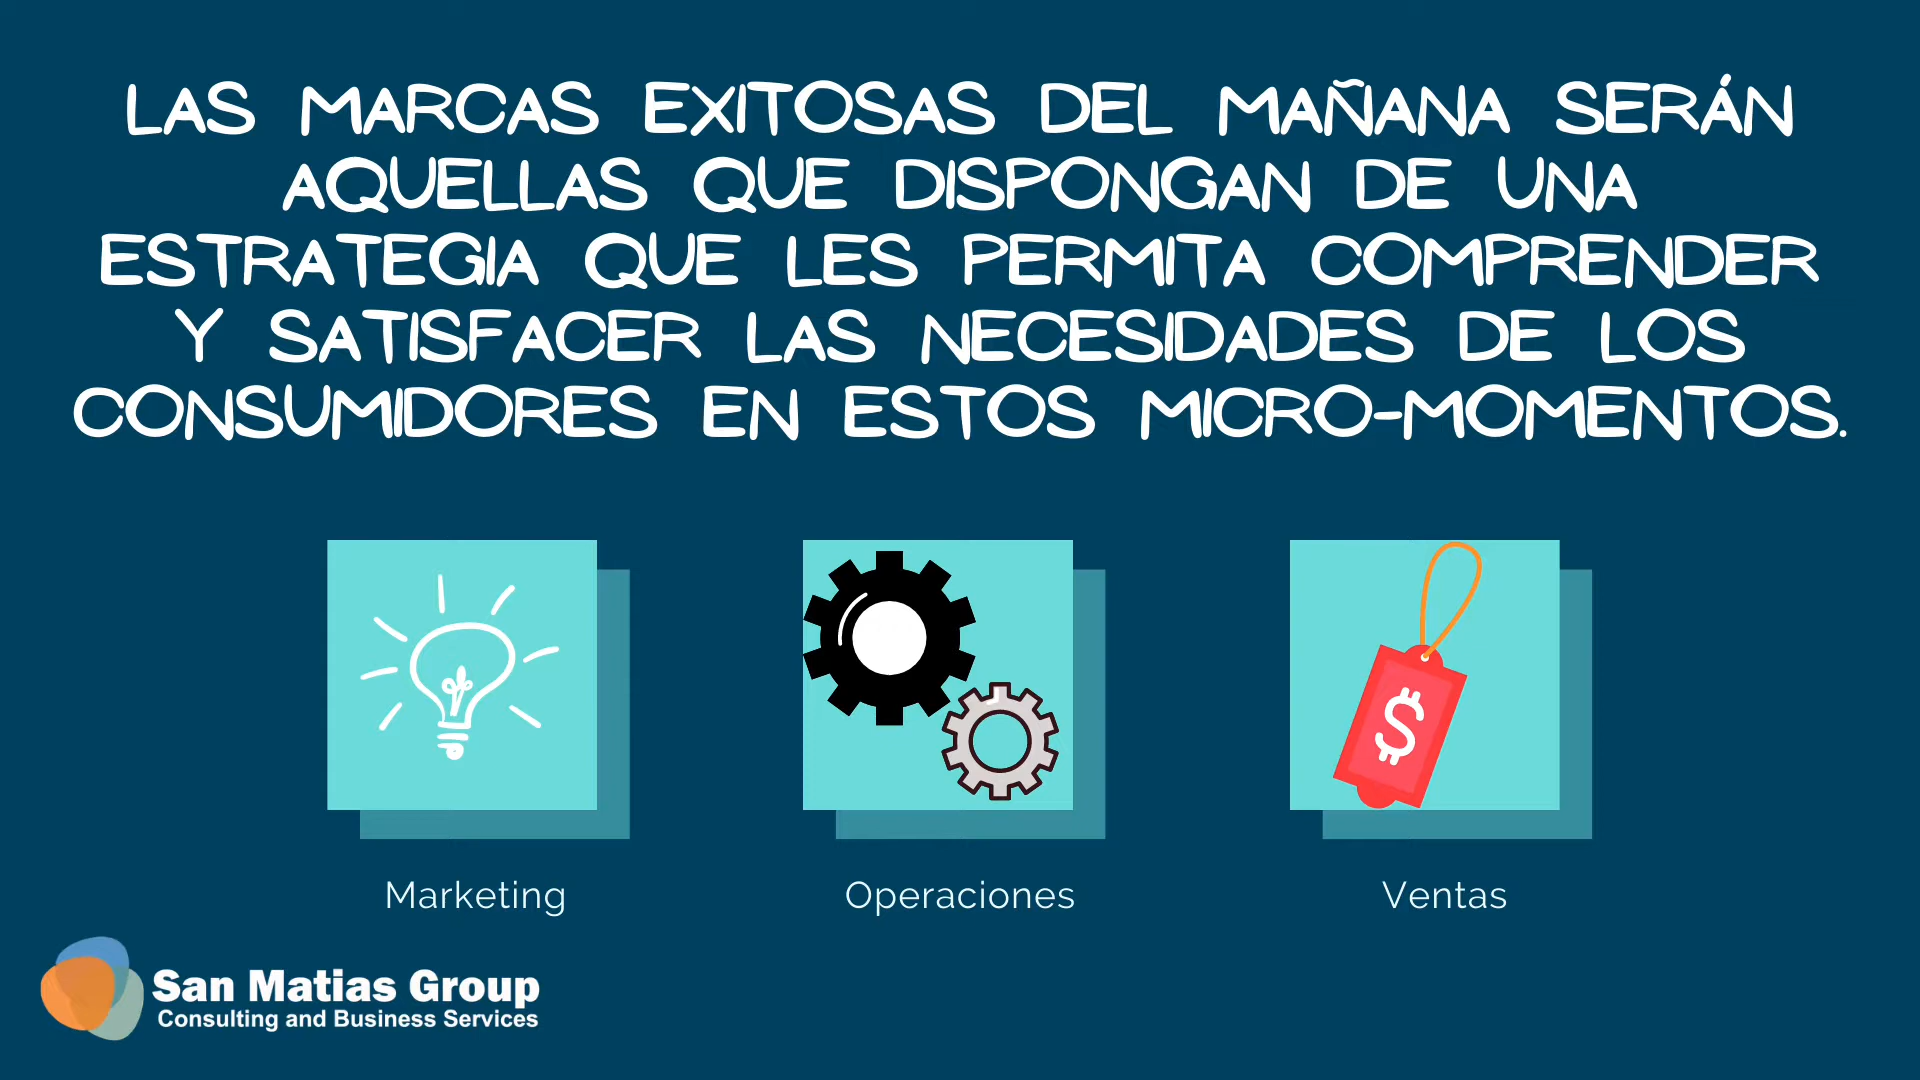 LAS MARCAS EXITOSAS DEL MAÑANA SERÁN
AQUELLAS QUE DISPONGAN DE UNA
ESTRATEGIA QUE LES PERMITA COMPRENDER
Y SATISFACER LAS NECESIDADES DE LOS
CONSUMIDORES EN ESTOS MICRO-MOMENTOS.
$
Marketing
Operaciones
Ventas
San Matias Group
Consulting and Business Services